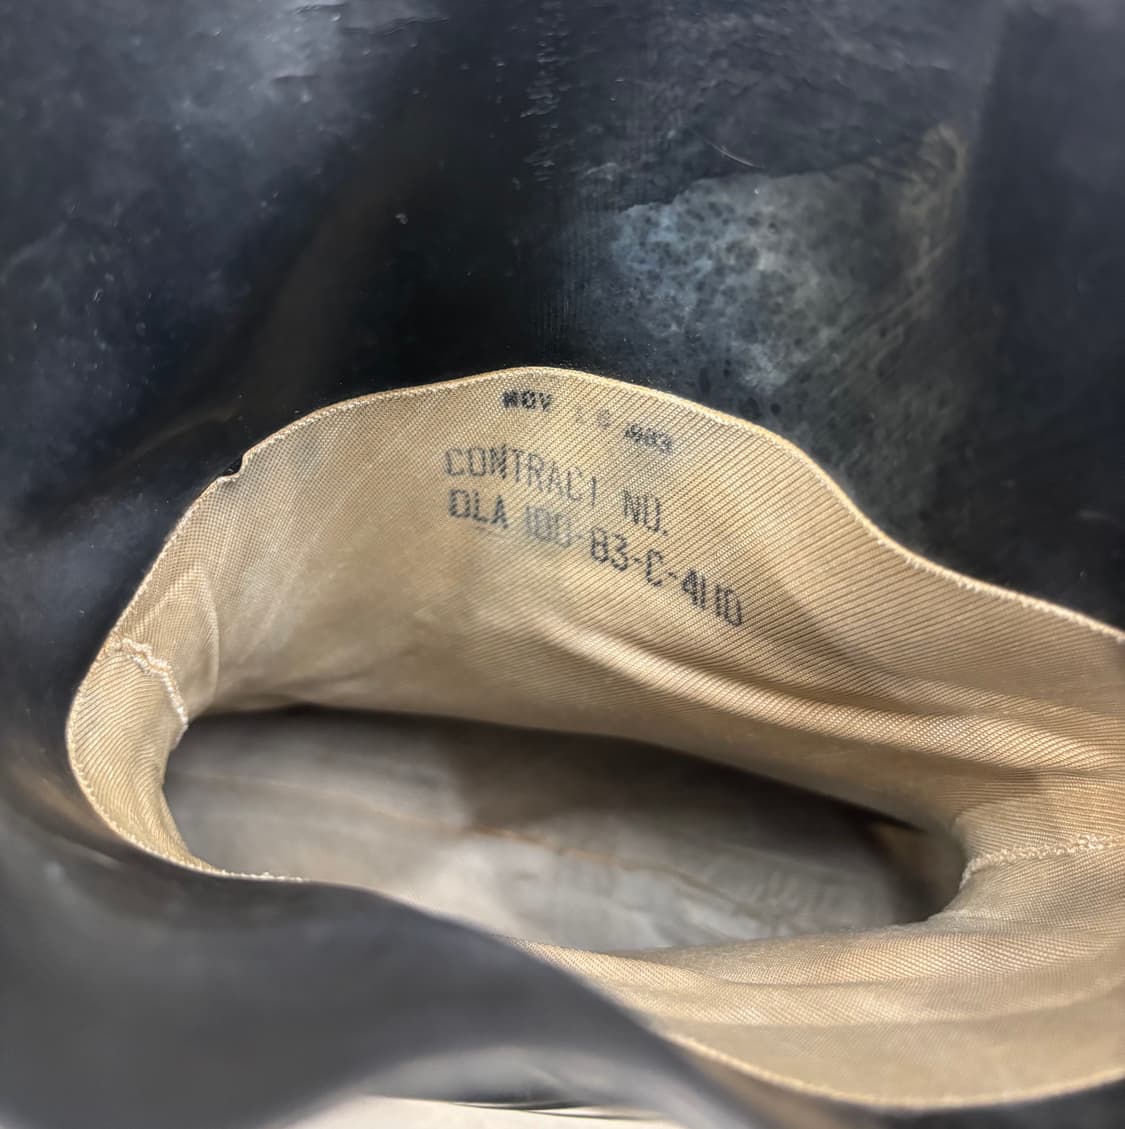 NOV
CONTRACT NO.
DLA 100-83-C-4110